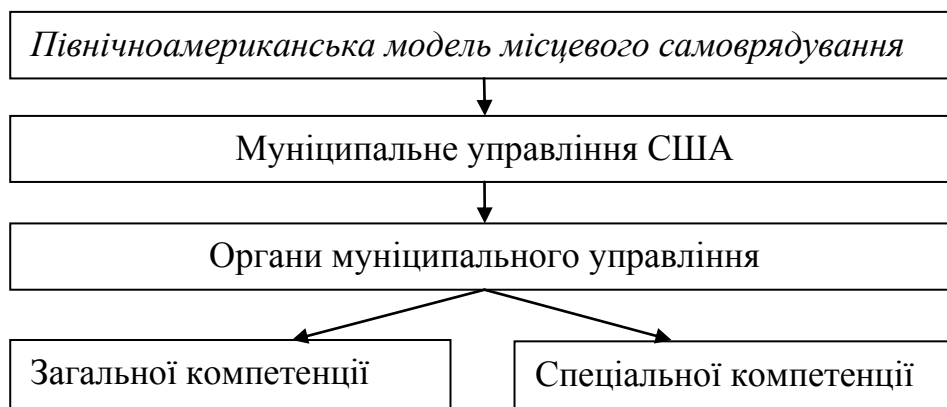 Північноамериканська модель місцевого самоврядування
Муніципальне управління США
Органи муніципального управління
Загальної компетенції
Спеціальної компетенції